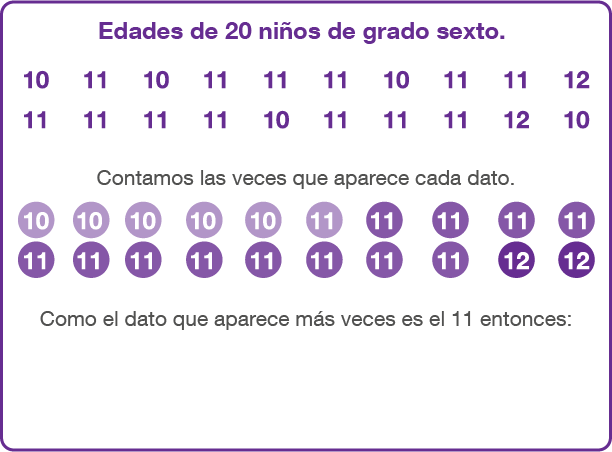 Edades de 20 niños de grado sexto.
10 11 10 11 11 11 10 11 11 12
11 11 11 11 10 11 11 11 12 10
Contamos las veces que aparece cada dato.
10 10 10 10 10 11 11 11 11 11
11 11 11 11 11 11 11 11 12 12
Como el dato que aparece más veces es el 11 entonces: